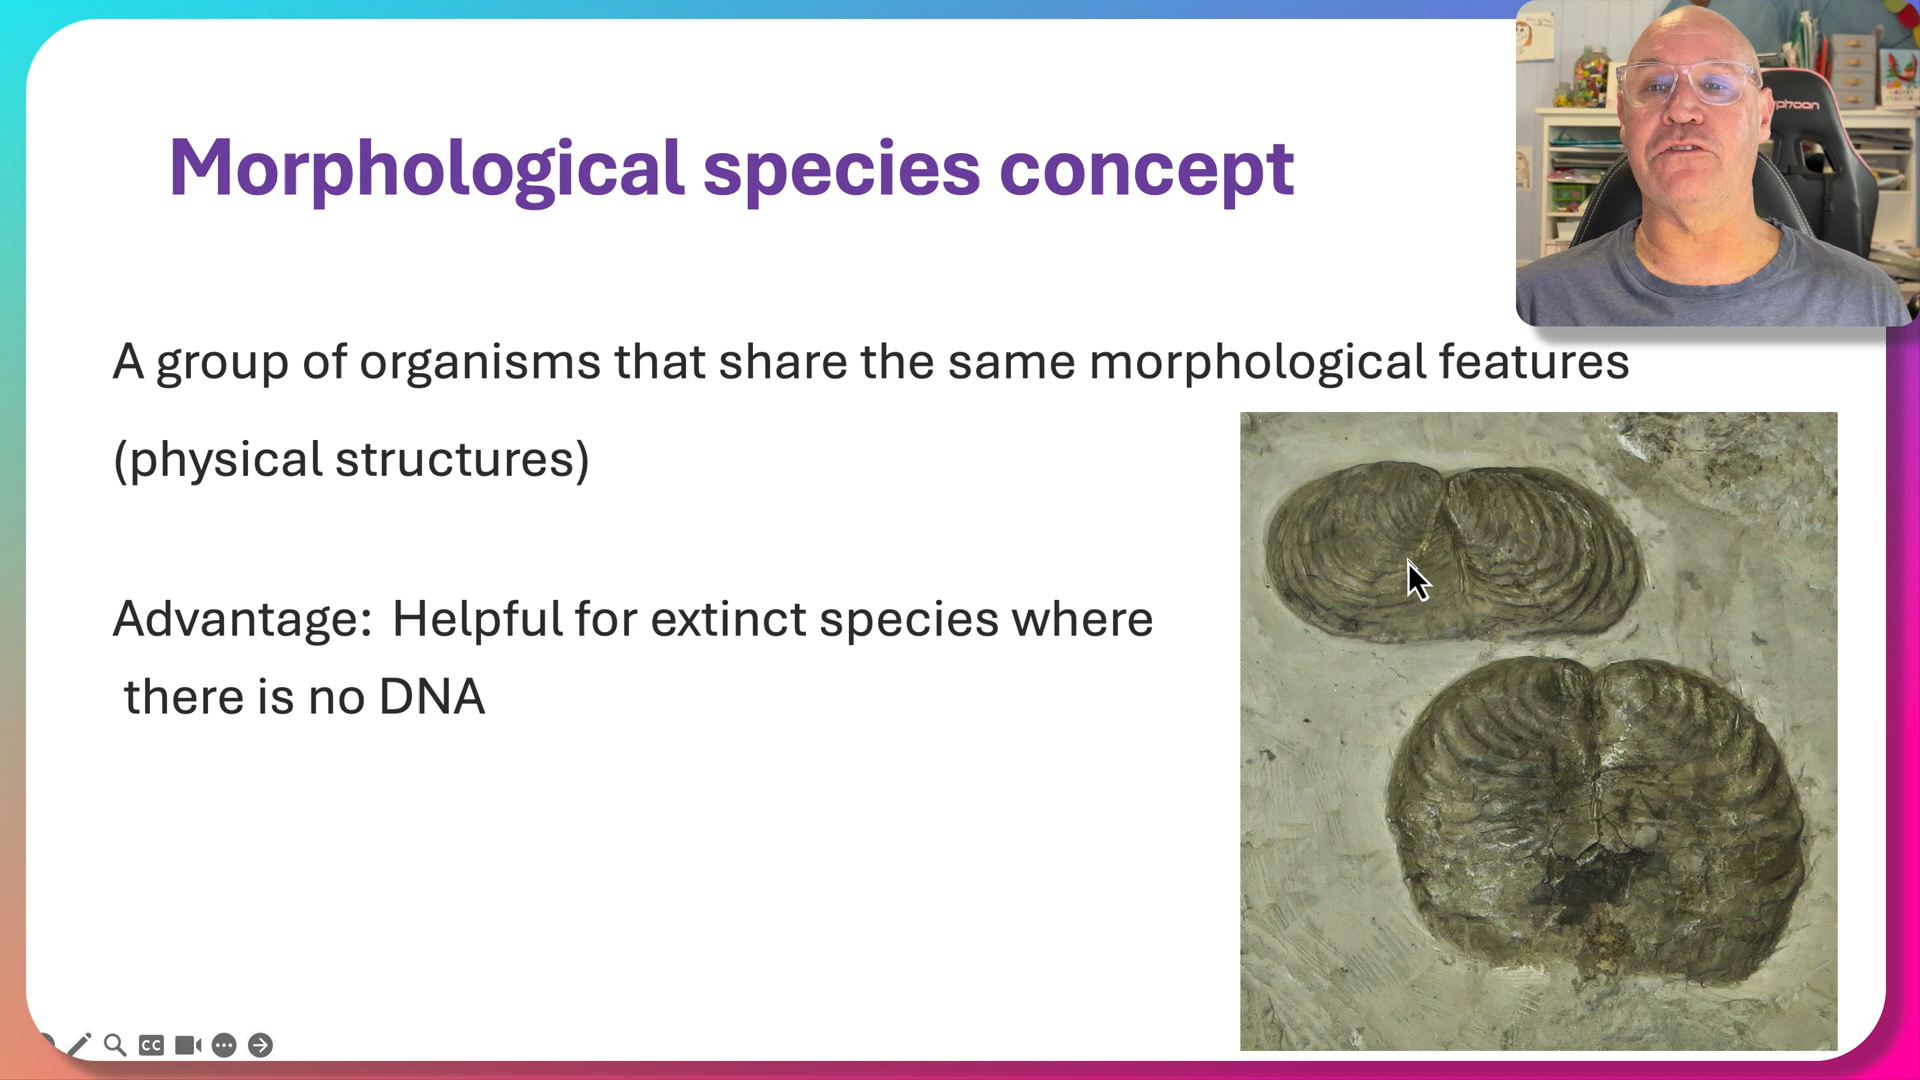 Morphological species concept
A group of organisms that share the same morphological features
(physical structures)
Advantage: Helpful for extinct species where
there is no DNA
CC